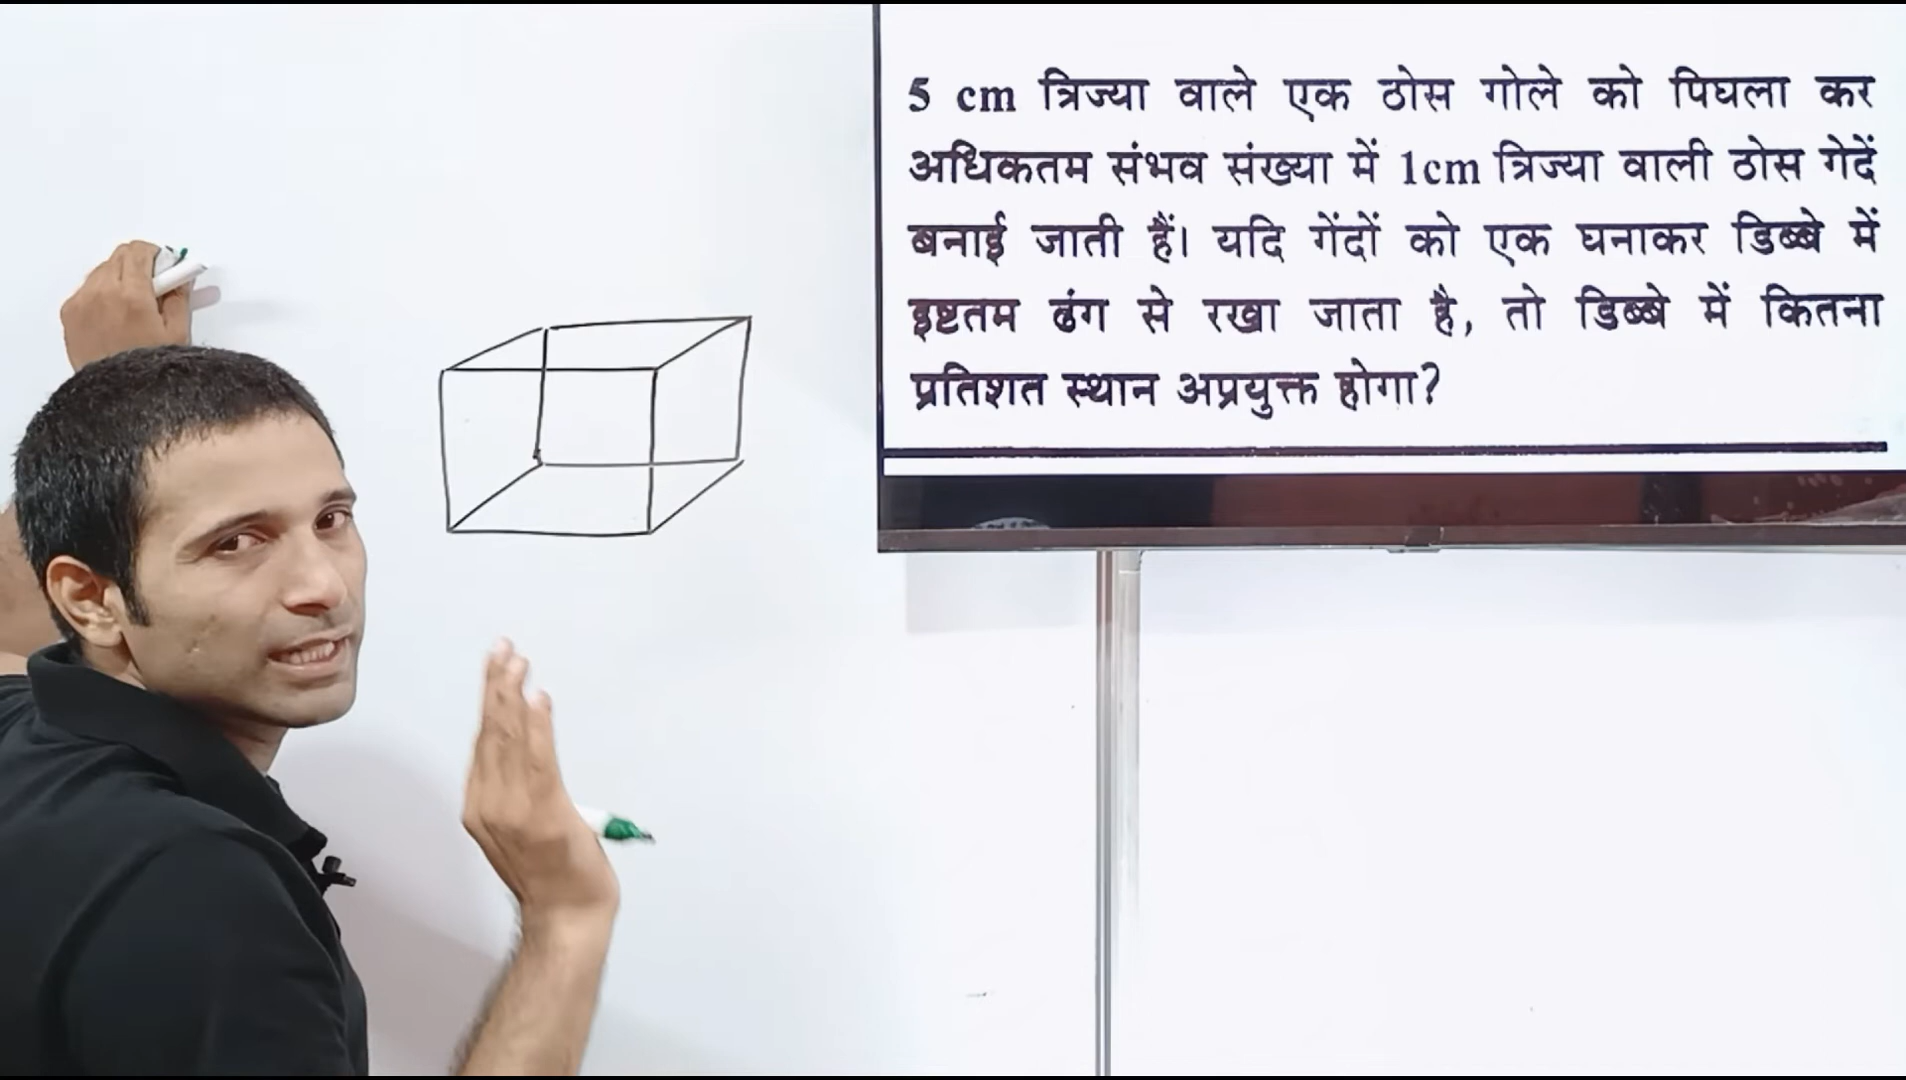 5 cm त्रिज्या वाले एक ठोस गोले को पिघला कर
अधिकतम संभव संख्या में 1cm त्रिज्या वाली ठोस गेदें
बनाई जाती हैं। यदि गेंदों को एक घनाकर डिब्बे में
इष्टतम ढंग से रखा जाता है, तो डिब्बे में कितना
प्रतिशत स्थान अप्रयुक्त होगा?